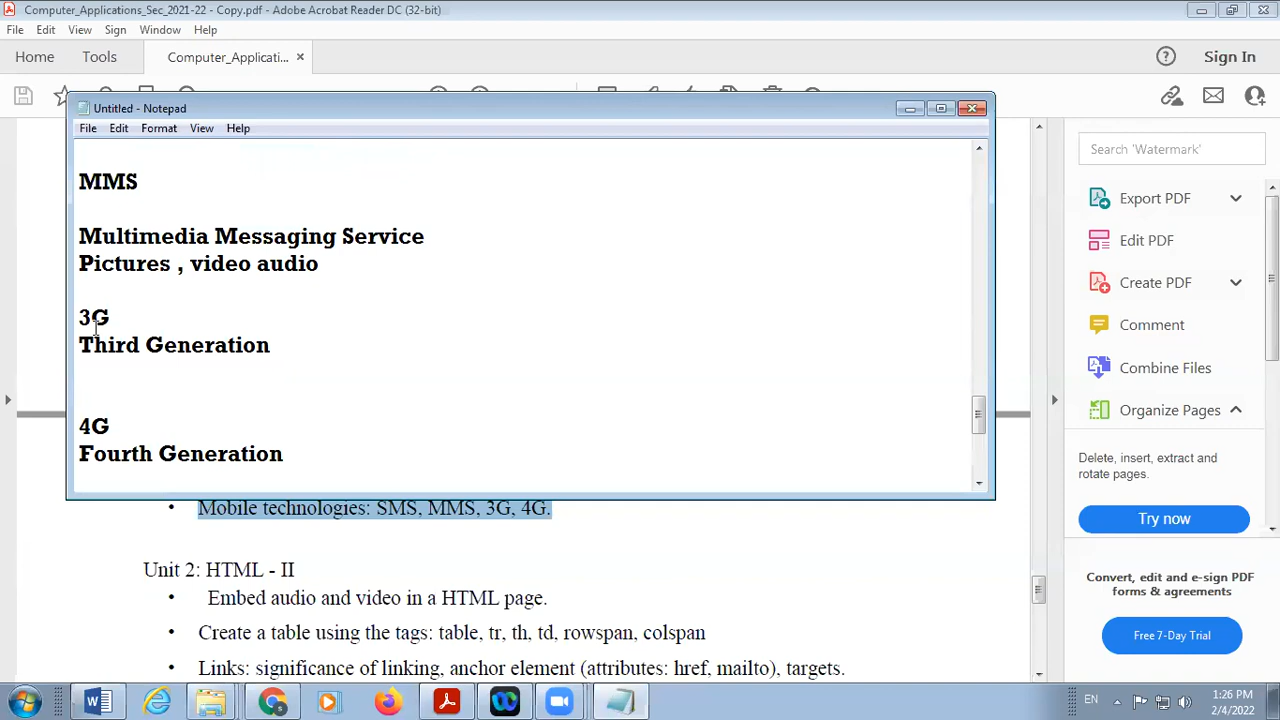 Computer_Applications_Sec_2021-22 - Copy.pdf - Adobe Acrobat Reader DC (32-bit)
File Edit View Sign Window Help
Home Tools Computer_Applicati... × Sign In
Untitled - Notepad
File Edit Format View Help
MMS
Multimedia Messaging Service
Pictures , video audio
3G
Third Generation
4G
Fourth Generation
• Mobile technologies: SMS, MMS, 3G, 4G.
Unit 2: HTML - II
• Embed audio and video in a HTML page.
• Create a table using the tags: table, tr, th, td, rowspan, colspan
• Links: significance of linking, anchor element (attributes: href, mailto), targets.
Search 'Watermark'
Export PDF
Edit PDF
Create PDF
Comment
Combine Files
Organize Pages
Delete, insert, extract and
rotate pages.
Try now
Convert, edit and e-sign PDF
forms & agreements
Free 7-Day Trial
EN
1:26 PM
2/4/2022